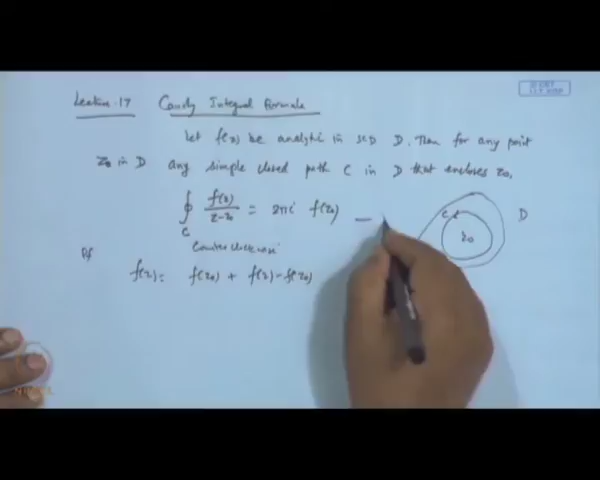 Lecture 17 Cauchy Integral Formula
Let f(z) be analytic in SCD D. Then for any point
z₀ in D any simple closed path C in D that encloses z₀,
∮_C f(z)/(z-z₀) = 2πi f(z₀) —
Counterclockwise
C z₀ D
Pf
f(z) = f(z₀) + f(z) - f(z₀)